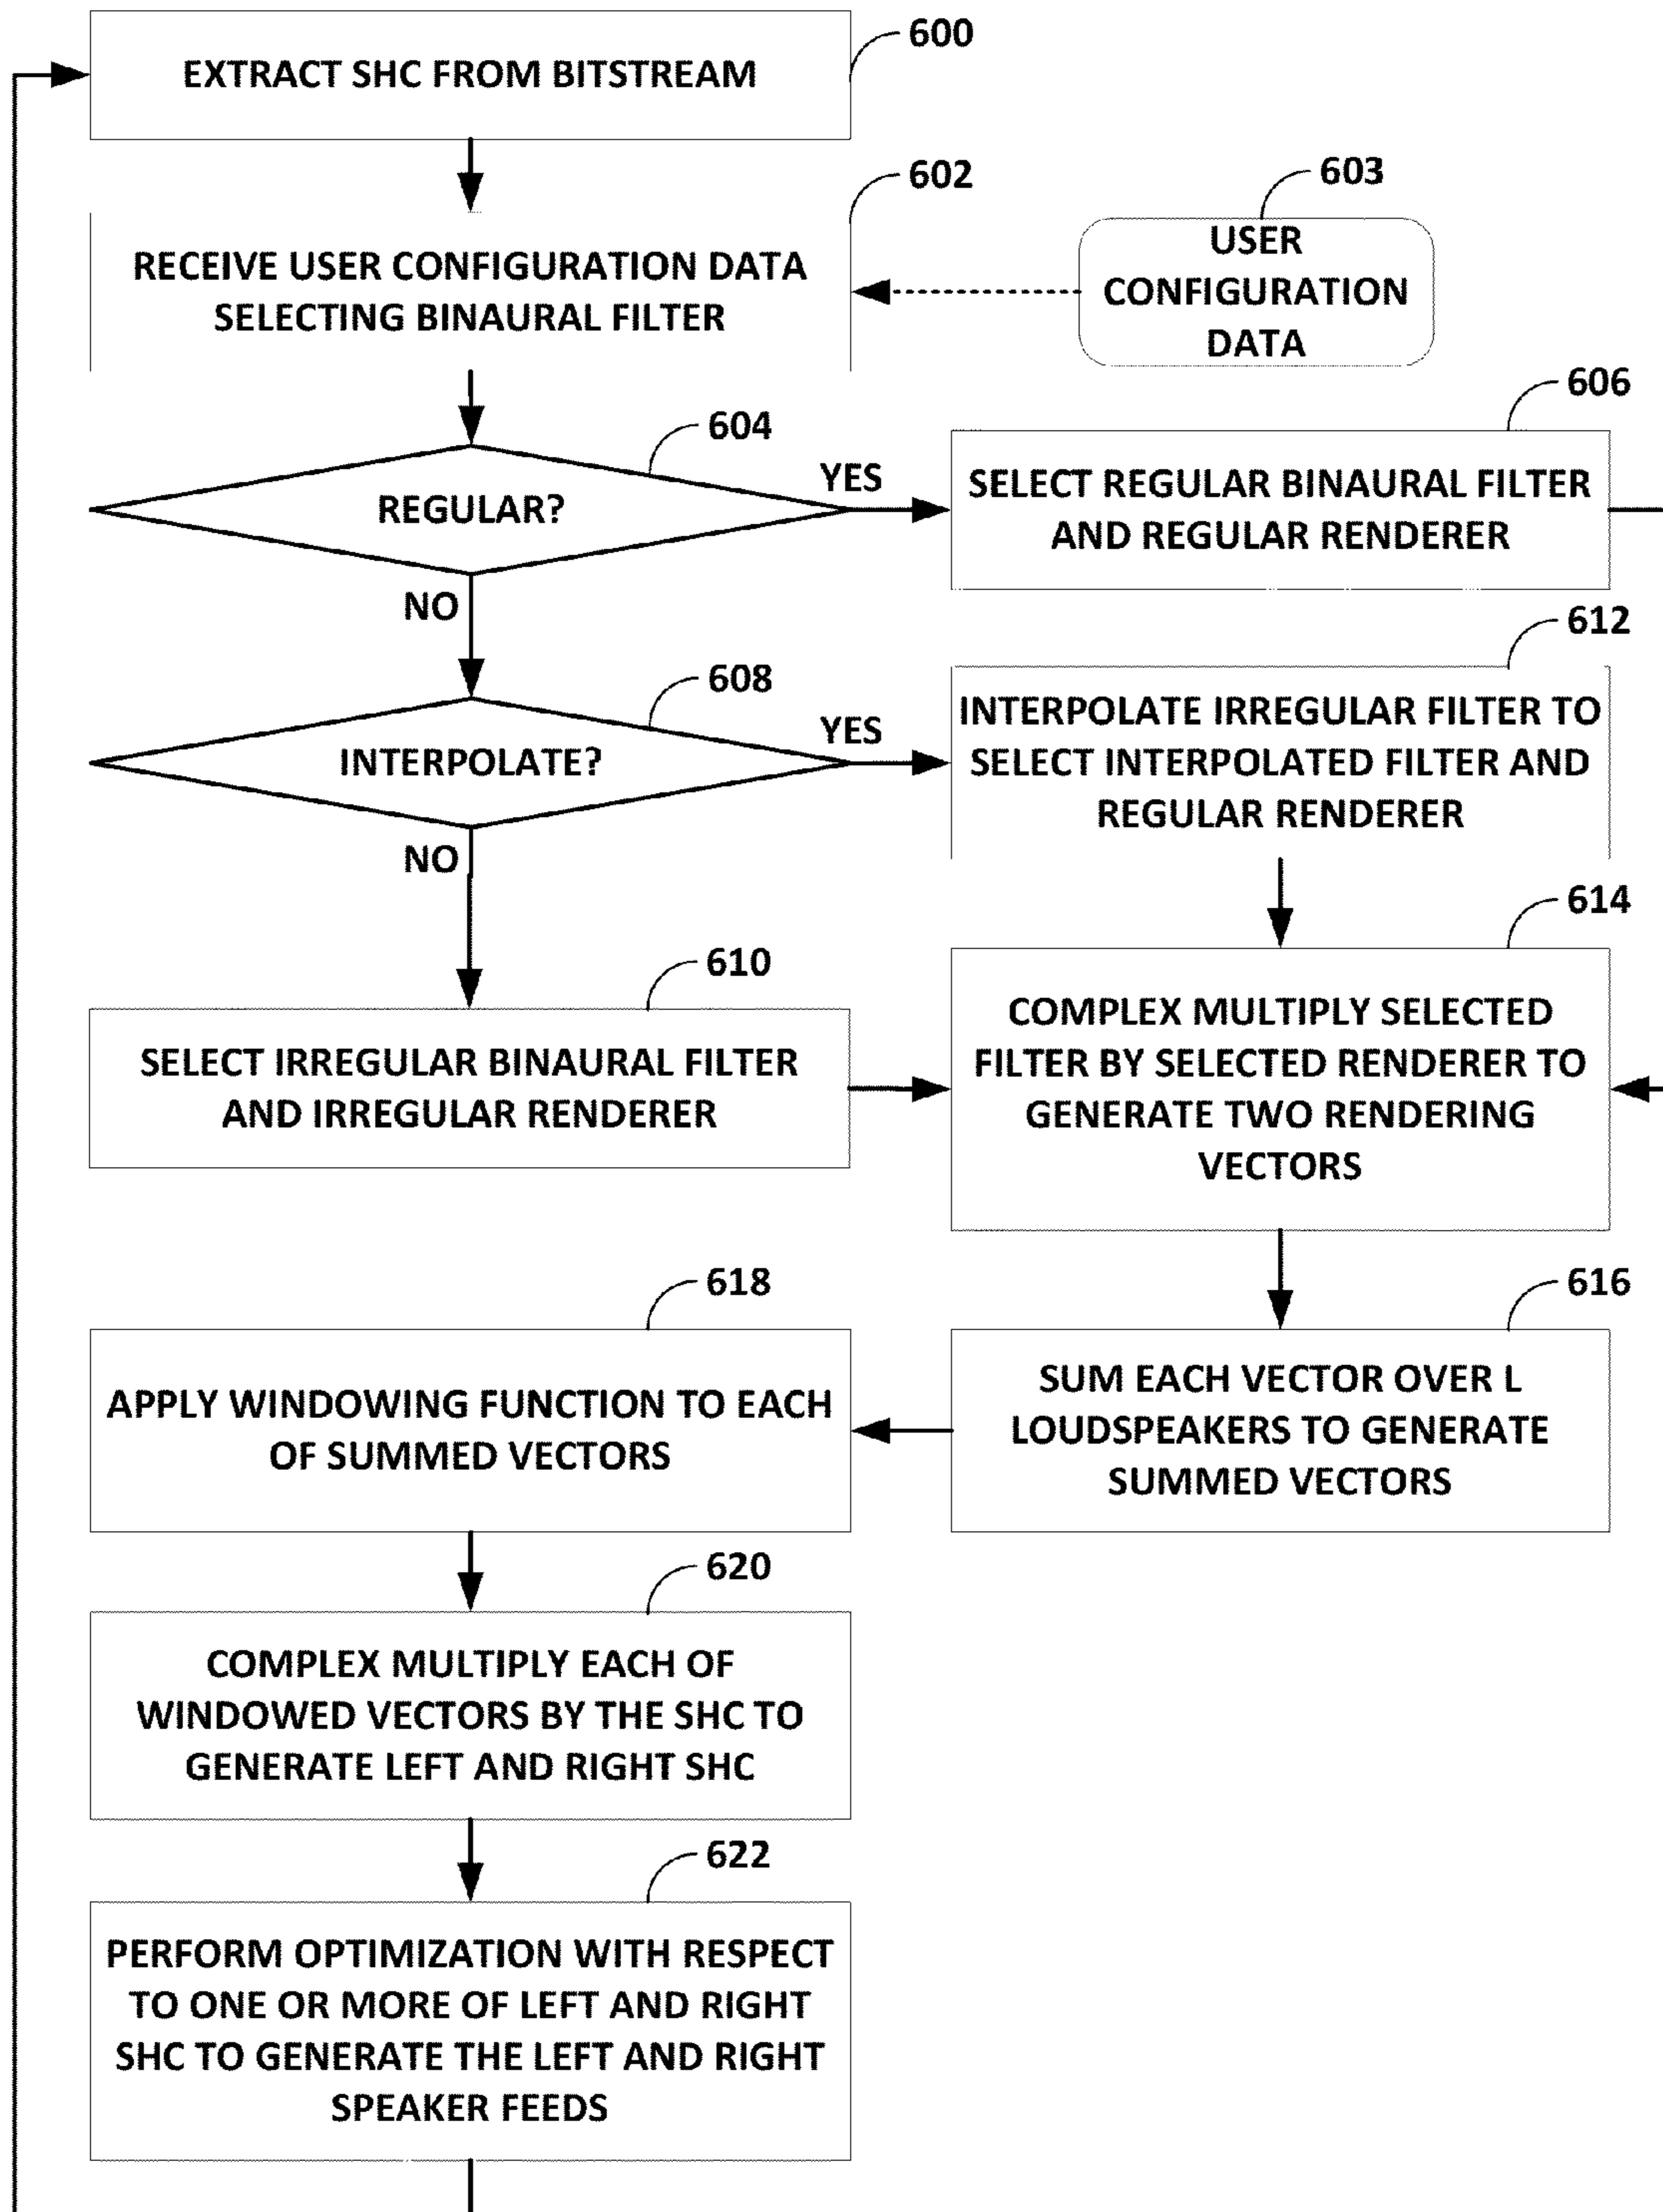 600
EXTRACT SHC FROM BITSTREAM
602
RECEIVE USER CONFIGURATION DATA
SELECTING BINAURAL FILTER
603
USER
CONFIGURATION
DATA
604
REGULAR?
YES
NO
606
SELECT REGULAR BINAURAL FILTER
AND REGULAR RENDERER
608
INTERPOLATE?
YES
NO
612
INTERPOLATE IRREGULAR FILTER TO
SELECT INTERPOLATED FILTER AND
REGULAR RENDERER
610
SELECT IRREGULAR BINAURAL FILTER
AND IRREGULAR RENDERER
614
COMPLEX MULTIPLY SELECTED
FILTER BY SELECTED RENDERER TO
GENERATE TWO RENDERING
VECTORS
616
SUM EACH VECTOR OVER L
LOUDSPEAKERS TO GENERATE
SUMMED VECTORS
618
APPLY WINDOWING FUNCTION TO EACH
OF SUMMED VECTORS
620
COMPLEX MULTIPLY EACH OF
WINDOWED VECTORS BY THE SHC TO
GENERATE LEFT AND RIGHT SHC
622
PERFORM OPTIMIZATION WITH RESPECT
TO ONE OR MORE OF LEFT AND RIGHT
SHC TO GENERATE THE LEFT AND RIGHT
SPEAKER FEEDS